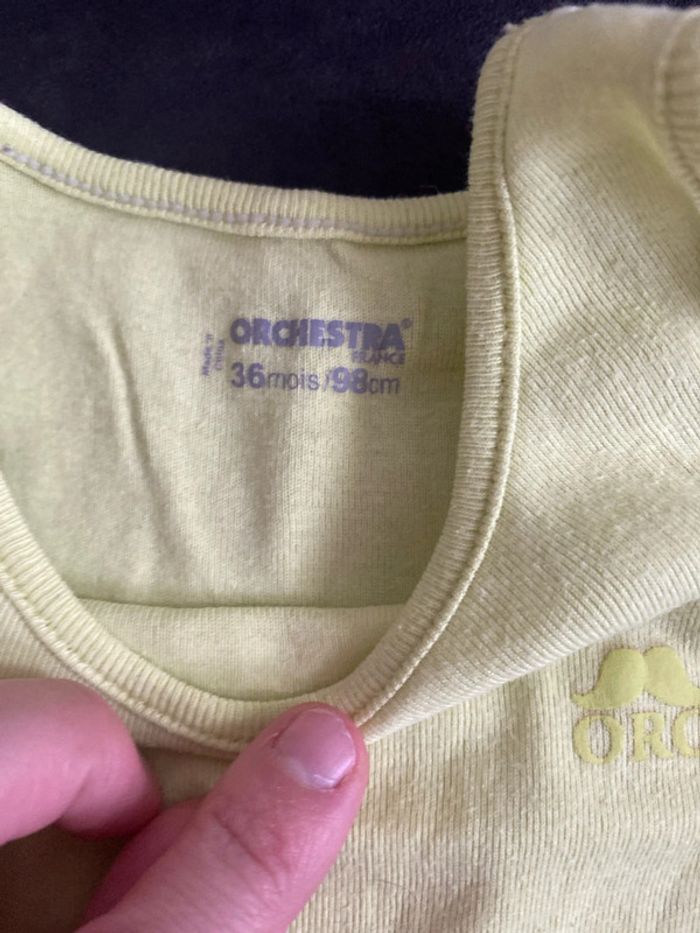 ORCHESTRA®
FRANCE
36mois/98cm
Made in
China
ORC